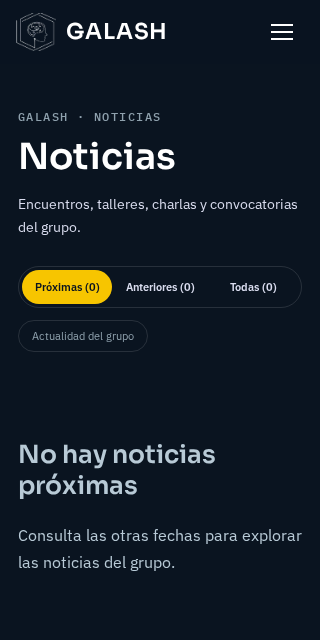 GALASH
GALASH · NOTICIAS
Noticias
Encuentros, talleres, charlas y convocatorias
del grupo.
Próximas (0)
Anteriores (0)
Todas (0)
Actualidad del grupo
No hay noticias
próximas
Consulta las otras fechas para explorar
las noticias del grupo.